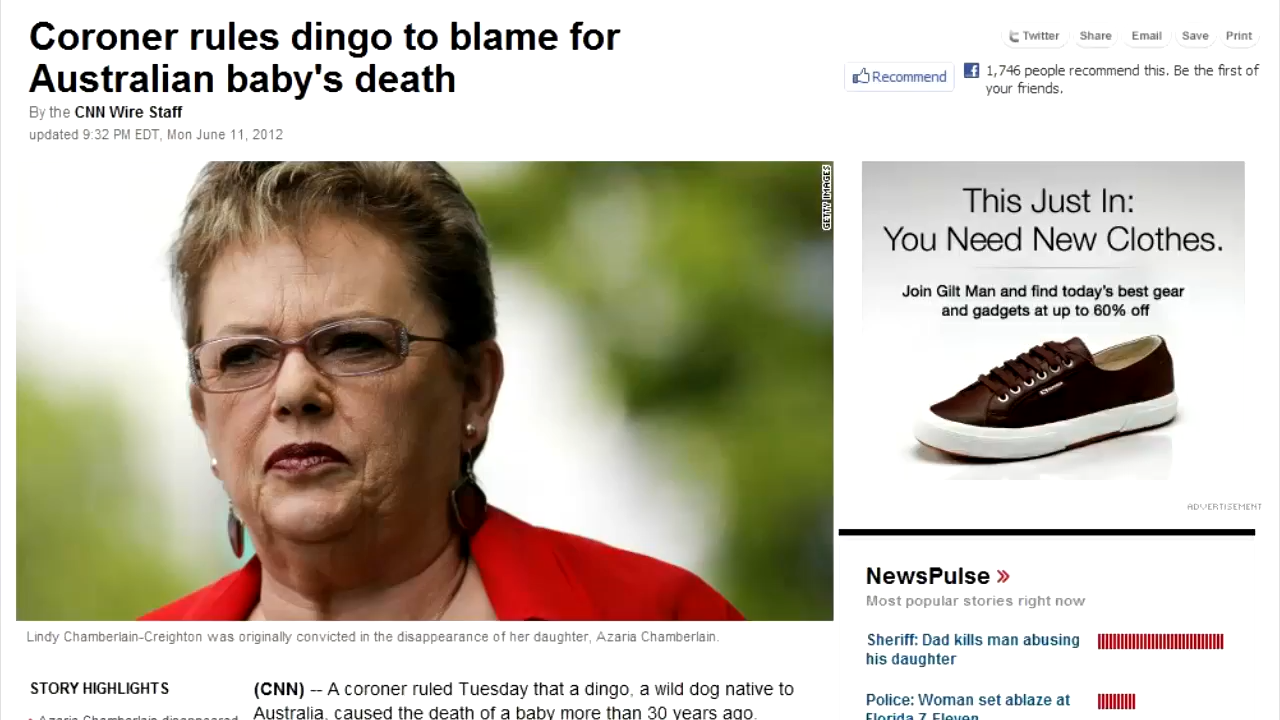 Coroner rules dingo to blame for
Australian baby's death
By the CNN Wire Staff
updated 9:32 PM EDT, Mon June 11, 2012
Twitter Share Email Save Print
Recommend
1,746 people recommend this. Be the first of
your friends.
GETTY IMAGES
Lindy Chamberlain-Creighton was originally convicted in the disappearance of her daughter, Azaria Chamberlain.
STORY HIGHLIGHTS
Azaria Chamberlain disappeared
(CNN) -- A coroner ruled Tuesday that a dingo, a wild dog native to
Australia, caused the death of a baby more than 30 years ago.
This Just In:
You Need New Clothes.
Join Gilt Man and find today's best gear
and gadgets at up to 60% off
ADVERTISEMENT
NewsPulse »
Most popular stories right now
Sheriff: Dad kills man abusing
his daughter
Police: Woman set ablaze at
Florida 7-Eleven